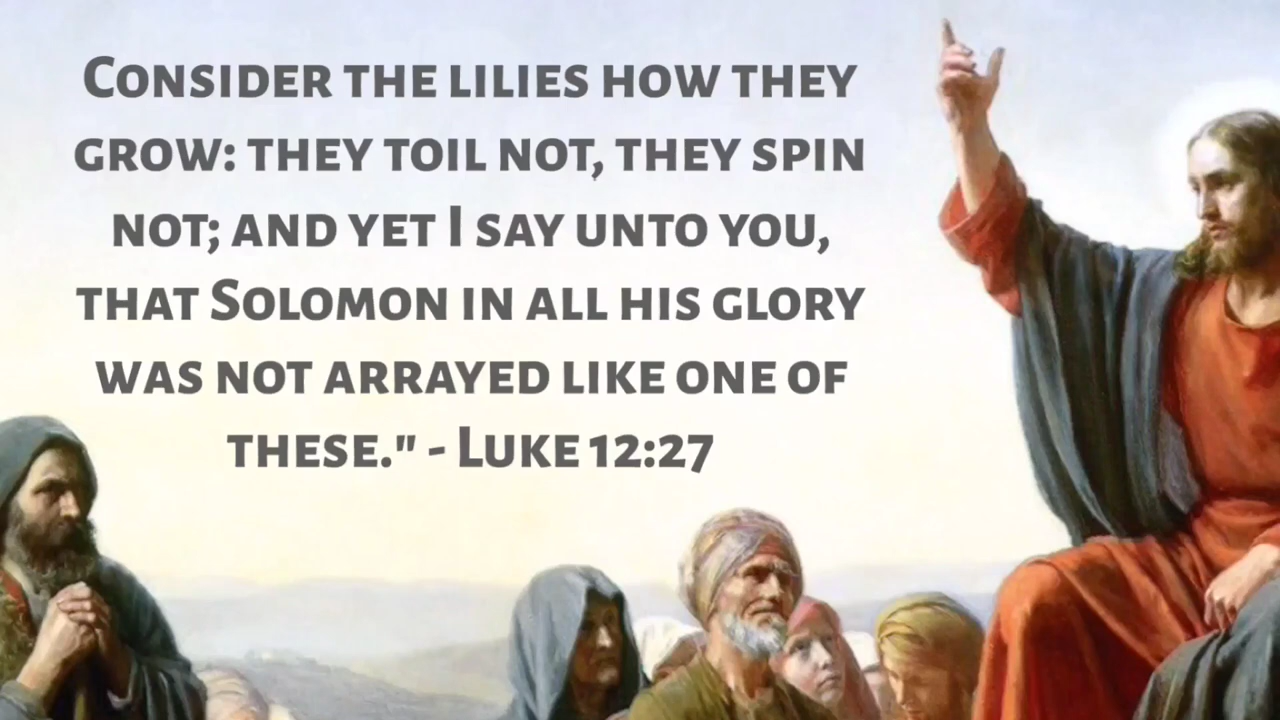 Consider the lilies how they
grow: they toil not, they spin
not; and yet I say unto you,
that Solomon in all his glory
was not arrayed like one of
these." - Luke 12:27